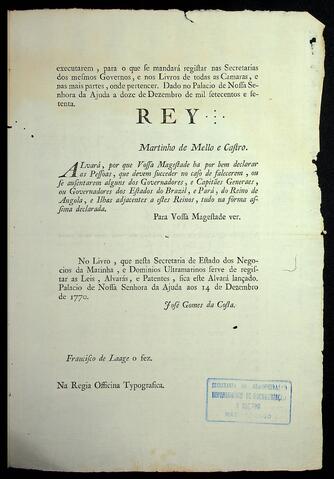 executarem, para o que se mandará registar nas Secretarias
dos mesmos Governos, e nos Livros de todas as Camaras, e
nas mais partes, onde pertencer. Dado no Palacio de Nossa Se-
nhora da Ajuda a doze de Dezembro de mil setecentos e se-
tenta.
REY
Martinho de Mello e Castro.
ALvará, por que Vossa Magestade ha por bem declarar
as Pessoas, que devem succeder no caso de falecerem, ou
se ausentarem alguns dos Governadores, e Capitães Generaes,
ou Governadores dos Estados do Brazil, e Pará, do Reino de
Angola, e Ilhas adjacentes a estes Reinos, tudo na fórma as-
sima declarada.
Para Vossa Magestade ver.
No Livro, que nesta Secretaria de Estado dos Nego-
cios da Marinha, e Dominios Ultramarinos serve de regis-
tar as Leis, Alvarás, e Patentes, fica este Alvará lançado.
Palacio de Nossa Senhora da Ajuda aos 14 de Dezembro
de 1770.
José Gomes da Costa.
Francisco de Laage o fez.
Na Regia Officina Typografica.